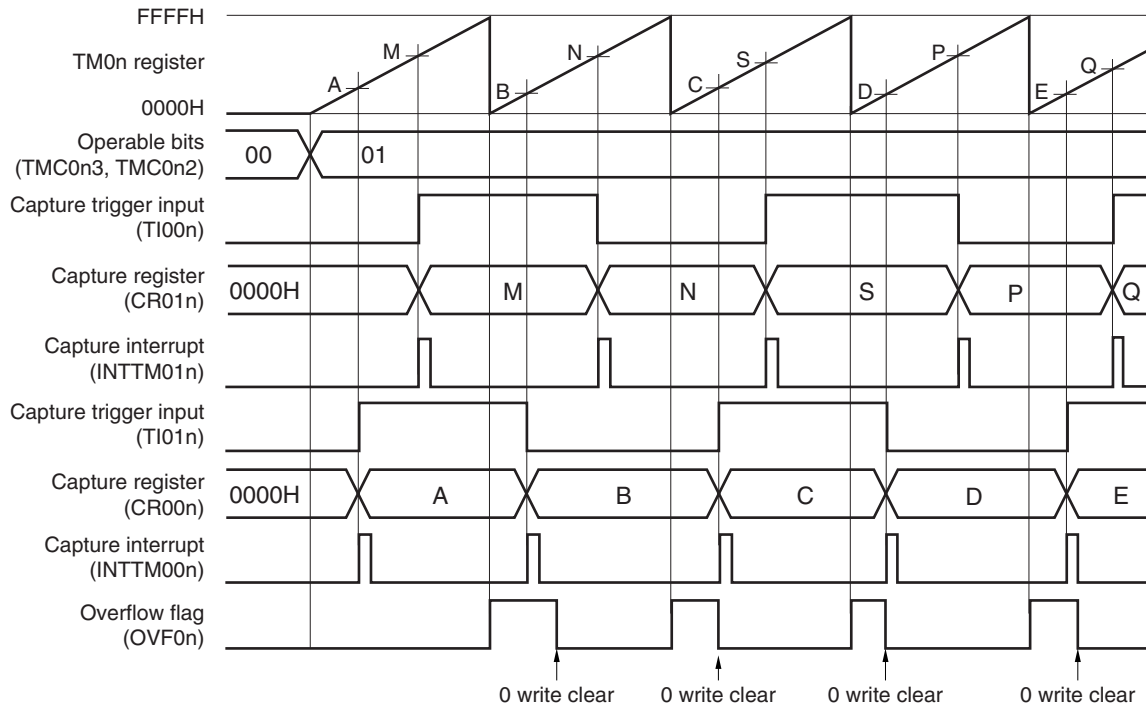 FFFFH
TM0n register
0000H
A
M
B
N
C
S
D
P
E
Q
Operable bits
(TMC0n3, TMC0n2)
00
01
Capture trigger input
(TI00n)
Capture register
(CR01n)
0000H
M
N
S
P
Q
Capture interrupt
(INTTM01n)
Capture trigger input
(TI01n)
Capture register
(CR00n)
0000H
A
B
C
D
E
Capture interrupt
(INTTM00n)
Overflow flag
(OVF0n)
0 write clear
0 write clear
0 write clear
0 write clear